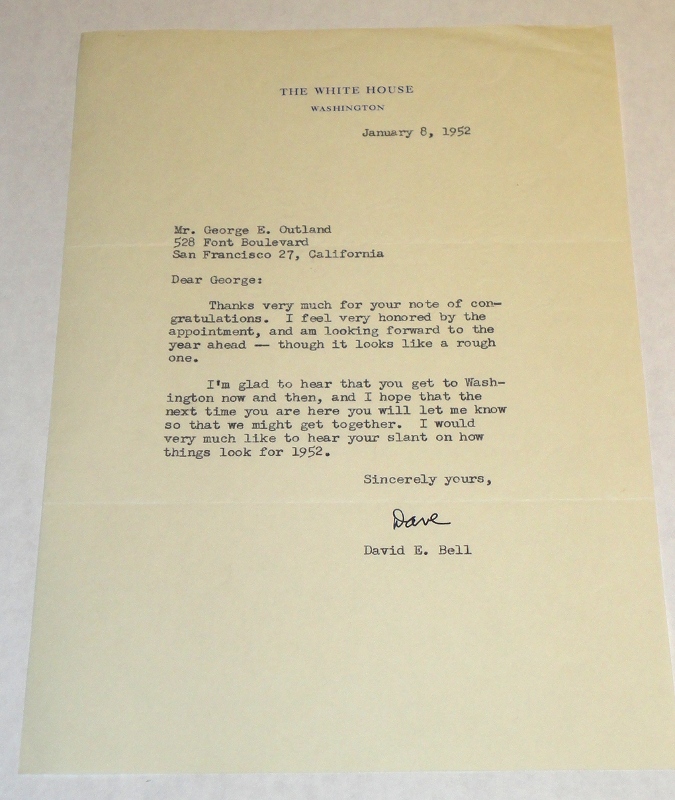 THE WHITE HOUSE
WASHINGTON
January 8, 1952
Mr. George E. Outland
528 Font Boulevard
San Francisco 27, California
Dear George:
Thanks very much for your note of con-
gratulations. I feel very honored by the
appointment, and am looking forward to the
year ahead — though it looks like a rough
one.
I'm glad to hear that you get to Wash-
ington now and then, and I hope that the
next time you are here you will let me know
so that we might get together. I would
very much like to hear your slant on how
things look for 1952.
Sincerely yours,
Dave
David E. Bell